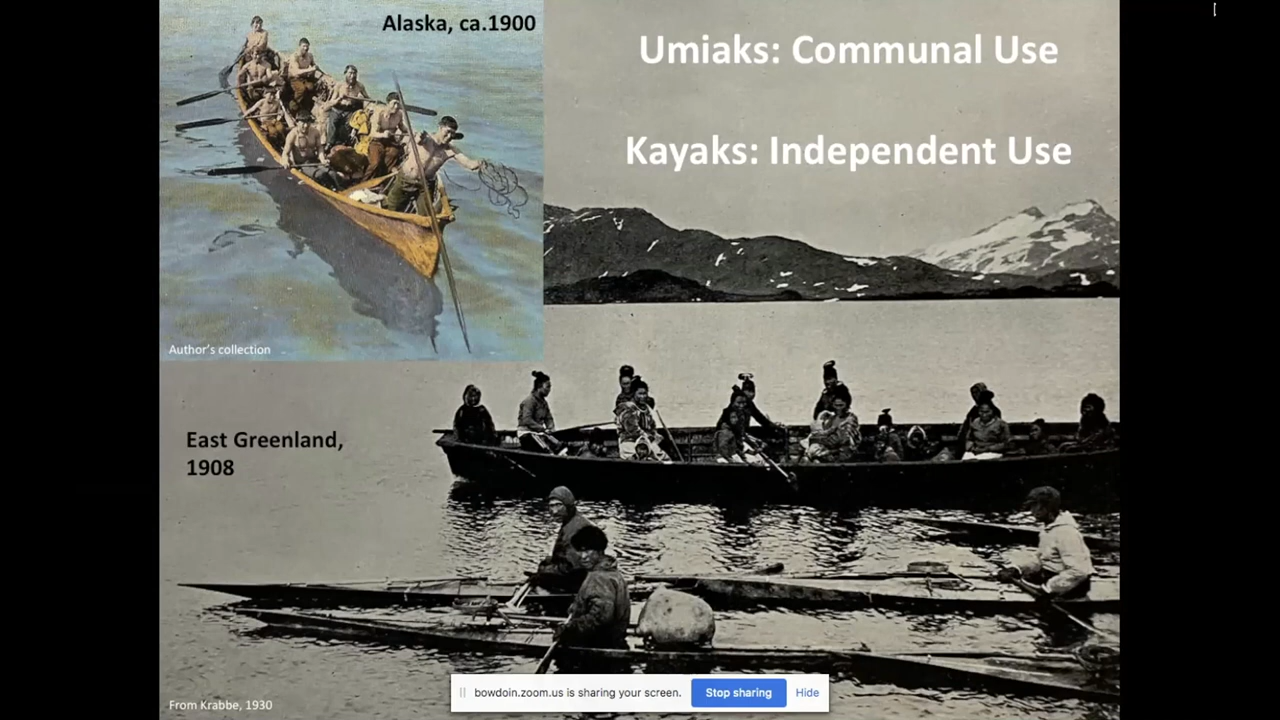 Alaska, ca.1900
Umiaks: Communal Use
Kayaks: Independent Use
Author's collection
East Greenland,
1908
bowdoin.zoom.us is sharing your screen.
Stop sharing
Hide
From Krabbe, 1930